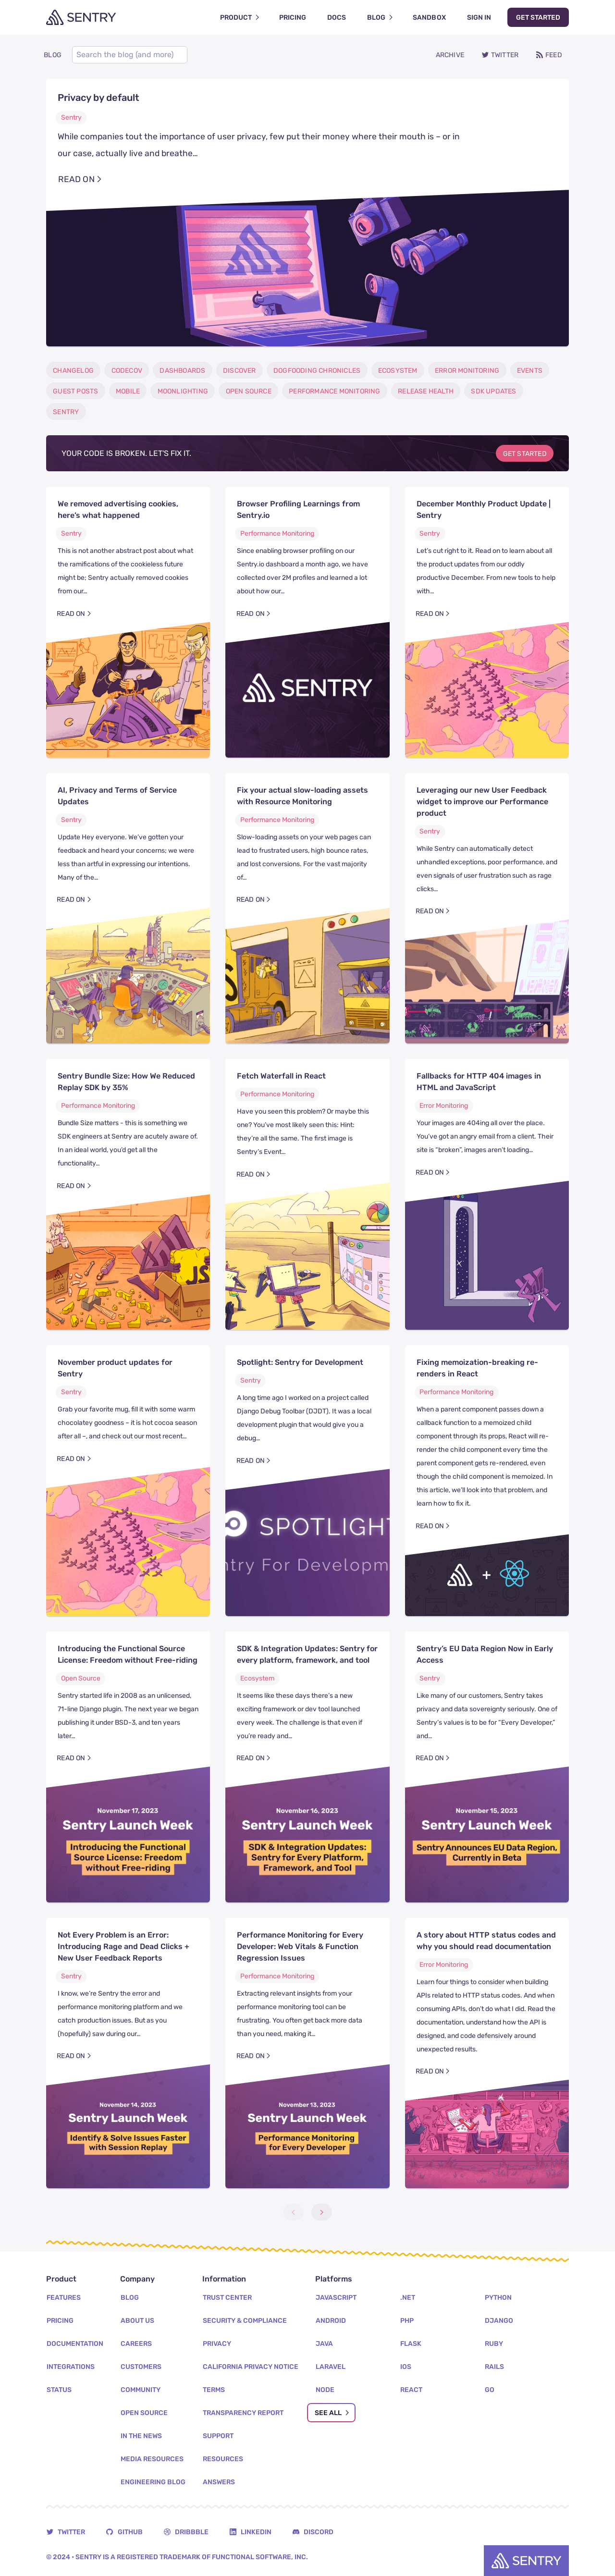 SENTRY
PRODUCT
PRICING
DOCS
BLOG
SANDBOX
SIGN IN
GET STARTED
BLOG
Search the blog (and more)
ARCHIVE
TWITTER
FEED
Privacy by default
Sentry
While companies tout the importance of user privacy, few put their money where their mouth is – or in
our case, actually live and breathe…
READ ON
CHANGELOG
CODECOV
DASHBOARDS
DISCOVER
DOGFOODING CHRONICLES
ECOSYSTEM
ERROR MONITORING
EVENTS
GUEST POSTS
MOBILE
MOONLIGHTING
OPEN SOURCE
PERFORMANCE MONITORING
RELEASE HEALTH
SDK UPDATES
SENTRY
YOUR CODE IS BROKEN. LET'S FIX IT.
GET STARTED
We removed advertising cookies,
here's what happened
Sentry
This is not another abstract post about what
the ramifications of the cookieless future
might be; Sentry actually removed cookies
from our…
READ ON
Browser Profiling Learnings from
Sentry.io
Performance Monitoring
Since enabling browser profiling on our
Sentry.io dashboard a month ago, we have
collected over 2M profiles and learned a lot
about how our…
READ ON
SENTRY
December Monthly Product Update |
Sentry
Sentry
Let's cut right to it. Read on to learn about all
the product updates from our oddly
productive December. From new tools to help
with…
READ ON
AI, Privacy and Terms of Service
Updates
Sentry
Update Hey everyone. We've gotten your
feedback and heard your concerns; we were
less than artful in expressing our intentions.
Many of the…
READ ON
Fix your actual slow-loading assets
with Resource Monitoring
Performance Monitoring
Slow-loading assets on your web pages can
lead to frustrated users, high bounce rates,
and lost conversions. For the vast majority
of…
READ ON
Leveraging our new User Feedback
widget to improve our Performance
product
Sentry
While Sentry can automatically detect
unhandled exceptions, poor performance, and
even signals of user frustration such as rage
clicks…
READ ON
Sentry Bundle Size: How We Reduced
Replay SDK by 35%
Performance Monitoring
Bundle Size matters - this is something we
SDK engineers at Sentry are acutely aware of.
In an ideal world, you'd get all the
functionality…
READ ON
JS
Fetch Waterfall in React
Performance Monitoring
Have you seen this problem? Or maybe this
one? You've most likely seen this: Hint:
they're all the same. The first image is
Sentry's Event…
READ ON
Fallbacks for HTTP 404 images in
HTML and JavaScript
Error Monitoring
Your images are 404ing all over the place.
You've got an angry email from a client. Their
site is “broken”, images aren't loading…
READ ON
November product updates for
Sentry
Sentry
Grab your favorite mug, fill it with some warm
chocolatey goodness – it is hot cocoa season
after all –, and check out our most recent…
READ ON
Spotlight: Sentry for Development
Sentry
A long time ago I worked on a project called
Django Debug Toolbar (DJDT). It was a local
development plugin that would give you a
debug…
READ ON
SPOTLIGHT
ntry For Developm
Fixing memoization-breaking re-
renders in React
Performance Monitoring
When a parent component passes down a
callback function to a memoized child
component through its props, React will re-
render the child component every time the
parent component gets re-rendered, even
though the child component is memoized. In
this article, we'll look into that problem, and
learn how to fix it.
READ ON
+
Introducing the Functional Source
License: Freedom without Free-riding
Open Source
Sentry started life in 2008 as an unlicensed,
71-line Django plugin. The next year we began
publishing it under BSD-3, and ten years
later…
READ ON
November 17, 2023
Sentry Launch Week
Introducing the Functional
Source License: Freedom
without Free-riding
SDK & Integration Updates: Sentry for
every platform, framework, and tool
Ecosystem
It seems like these days there's a new
exciting framework or dev tool launched
every week. The challenge is that even if
you're ready and…
READ ON
November 16, 2023
Sentry Launch Week
SDK & Integration Updates:
Sentry for Every Platform,
Framework, and Tool
Sentry's EU Data Region Now in Early
Access
Sentry
Like many of our customers, Sentry takes
privacy and data sovereignty seriously. One of
Sentry's values is to be for “Every Developer,”
and…
READ ON
November 15, 2023
Sentry Launch Week
Sentry Announces EU Data Region,
Currently in Beta
Not Every Problem is an Error:
Introducing Rage and Dead Clicks +
New User Feedback Reports
Sentry
I know, we're Sentry the error and
performance monitoring platform and we
catch production issues. But as you
(hopefully) saw during our…
READ ON
November 14, 2023
Sentry Launch Week
Identify & Solve Issues Faster
with Session Replay
Performance Monitoring for Every
Developer: Web Vitals & Function
Regression Issues
Performance Monitoring
Extracting relevant insights from your
performance monitoring tool can be
frustrating. You often get back more data
than you need, making it…
READ ON
November 13, 2023
Sentry Launch Week
Performance Monitoring
for Every Developer
A story about HTTP status codes and
why you should read documentation
Error Monitoring
Learn four things to consider when building
APIs related to HTTP status codes. And when
consuming APIs, don't do what I did. Read the
documentation, understand how the API is
designed, and code defensively around
unexpected results.
READ ON
Product
FEATURES
PRICING
DOCUMENTATION
INTEGRATIONS
STATUS
Company
BLOG
ABOUT US
CAREERS
CUSTOMERS
COMMUNITY
OPEN SOURCE
IN THE NEWS
MEDIA RESOURCES
ENGINEERING BLOG
Information
TRUST CENTER
SECURITY & COMPLIANCE
PRIVACY
CALIFORNIA PRIVACY NOTICE
TERMS
TRANSPARENCY REPORT
SUPPORT
RESOURCES
ANSWERS
Platforms
JAVASCRIPT
ANDROID
JAVA
LARAVEL
NODE
SEE ALL
.NET
PHP
FLASK
IOS
REACT
PYTHON
DJANGO
RUBY
RAILS
GO
TWITTER
GITHUB
DRIBBBLE
LINKEDIN
DISCORD
© 2024 • SENTRY IS A REGISTERED TRADEMARK OF FUNCTIONAL SOFTWARE, INC.
SENTRY